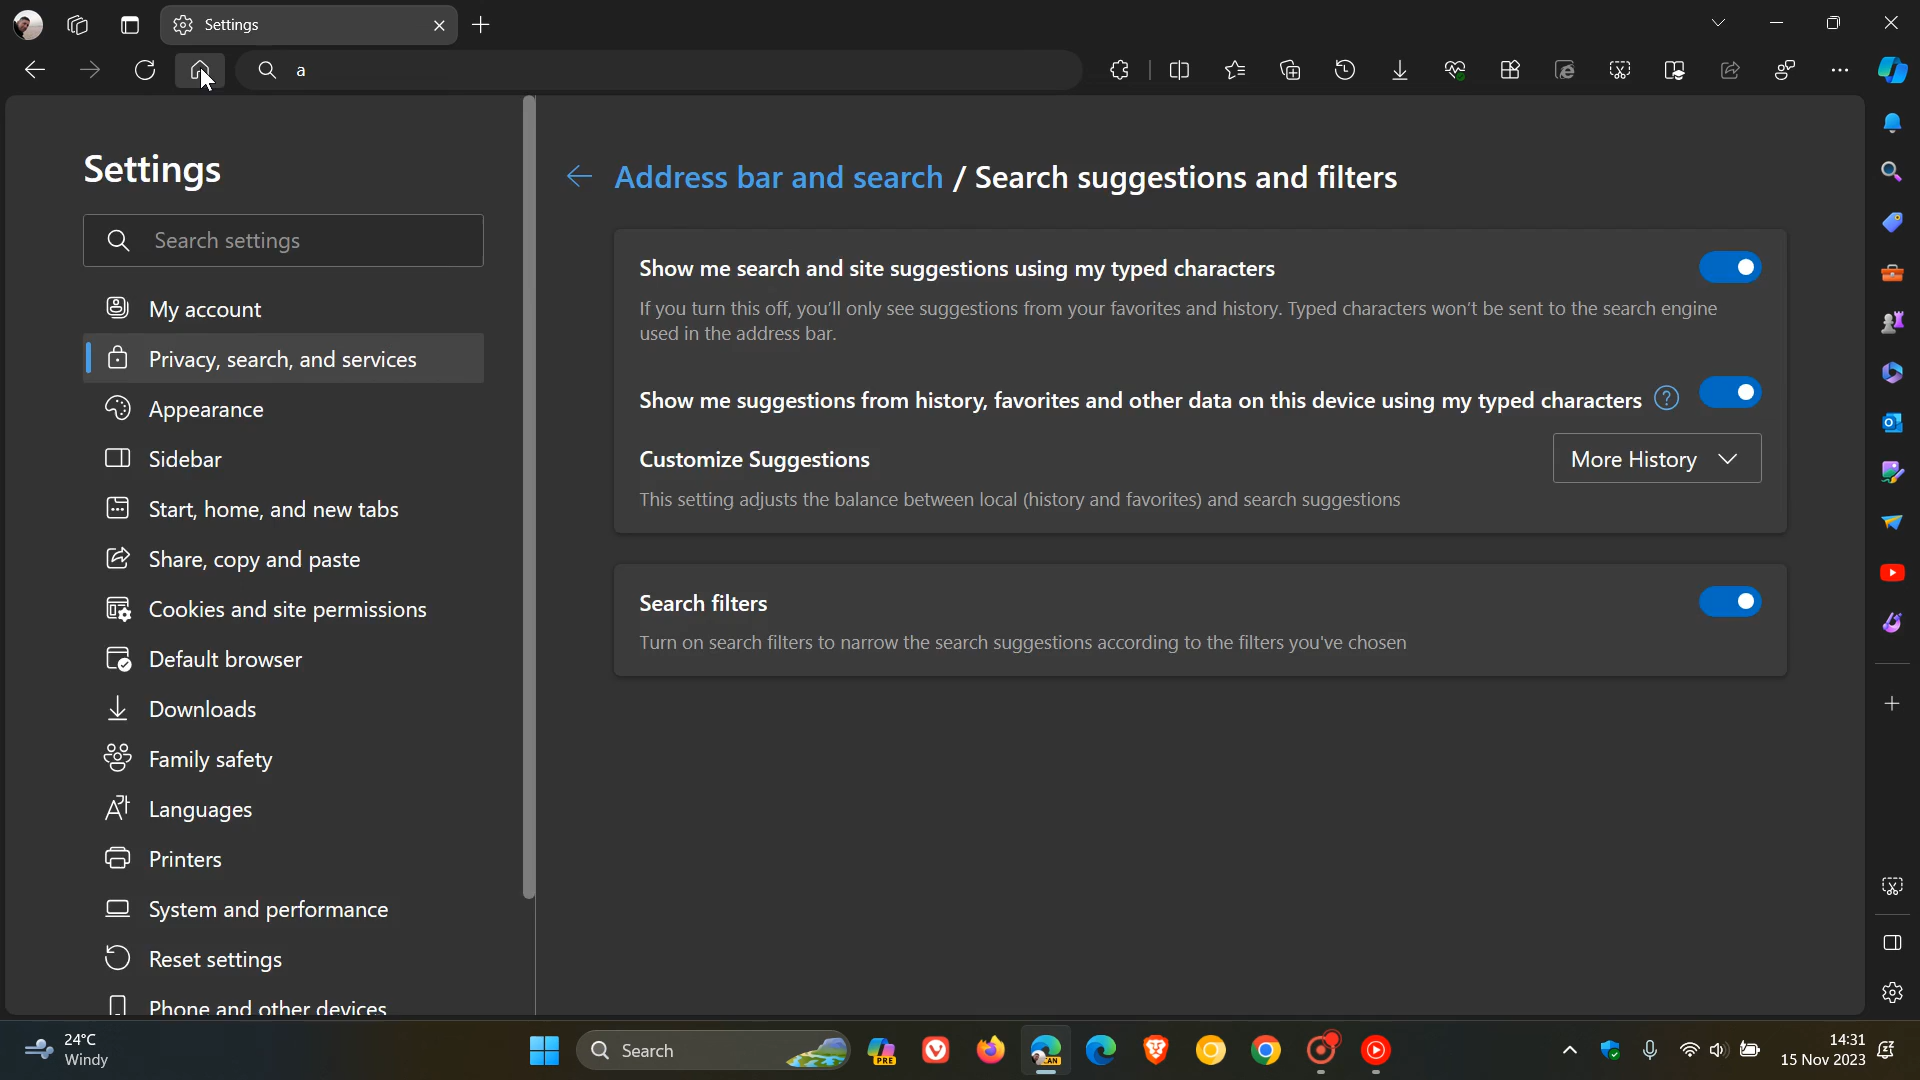 Settings
a
Settings
Search settings
My account
Privacy, search, and services
Appearance
Sidebar
Start, home, and new tabs
Share, copy and paste
Cookies and site permissions
Default browser
Downloads
Family safety
Languages
Printers
System and performance
Reset settings
Phone and other devices
Address bar and search / Search suggestions and filters
Show me search and site suggestions using my typed characters
If you turn this off, you'll only see suggestions from your favorites and history. Typed characters won't be sent to the search engine
used in the address bar.
Show me suggestions from history, favorites and other data on this device using my typed characters
Customize Suggestions
More History
This setting adjusts the balance between local (history and favorites) and search suggestions
Search filters
Turn on search filters to narrow the search suggestions according to the filters you've chosen
24°C
Windy
Search
PRE
CAN
14:31
15 Nov 2023